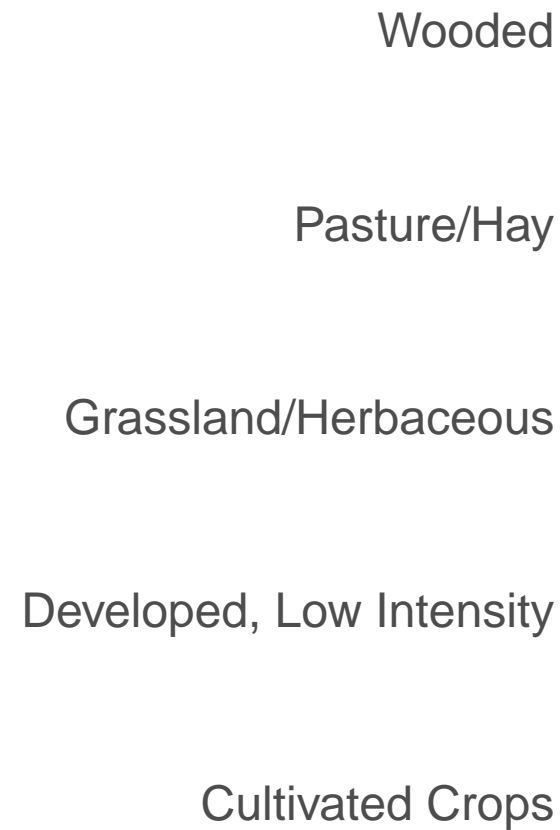 Wooded
Pasture/Hay
Grassland/Herbaceous
Developed, Low Intensity
Cultivated Crops